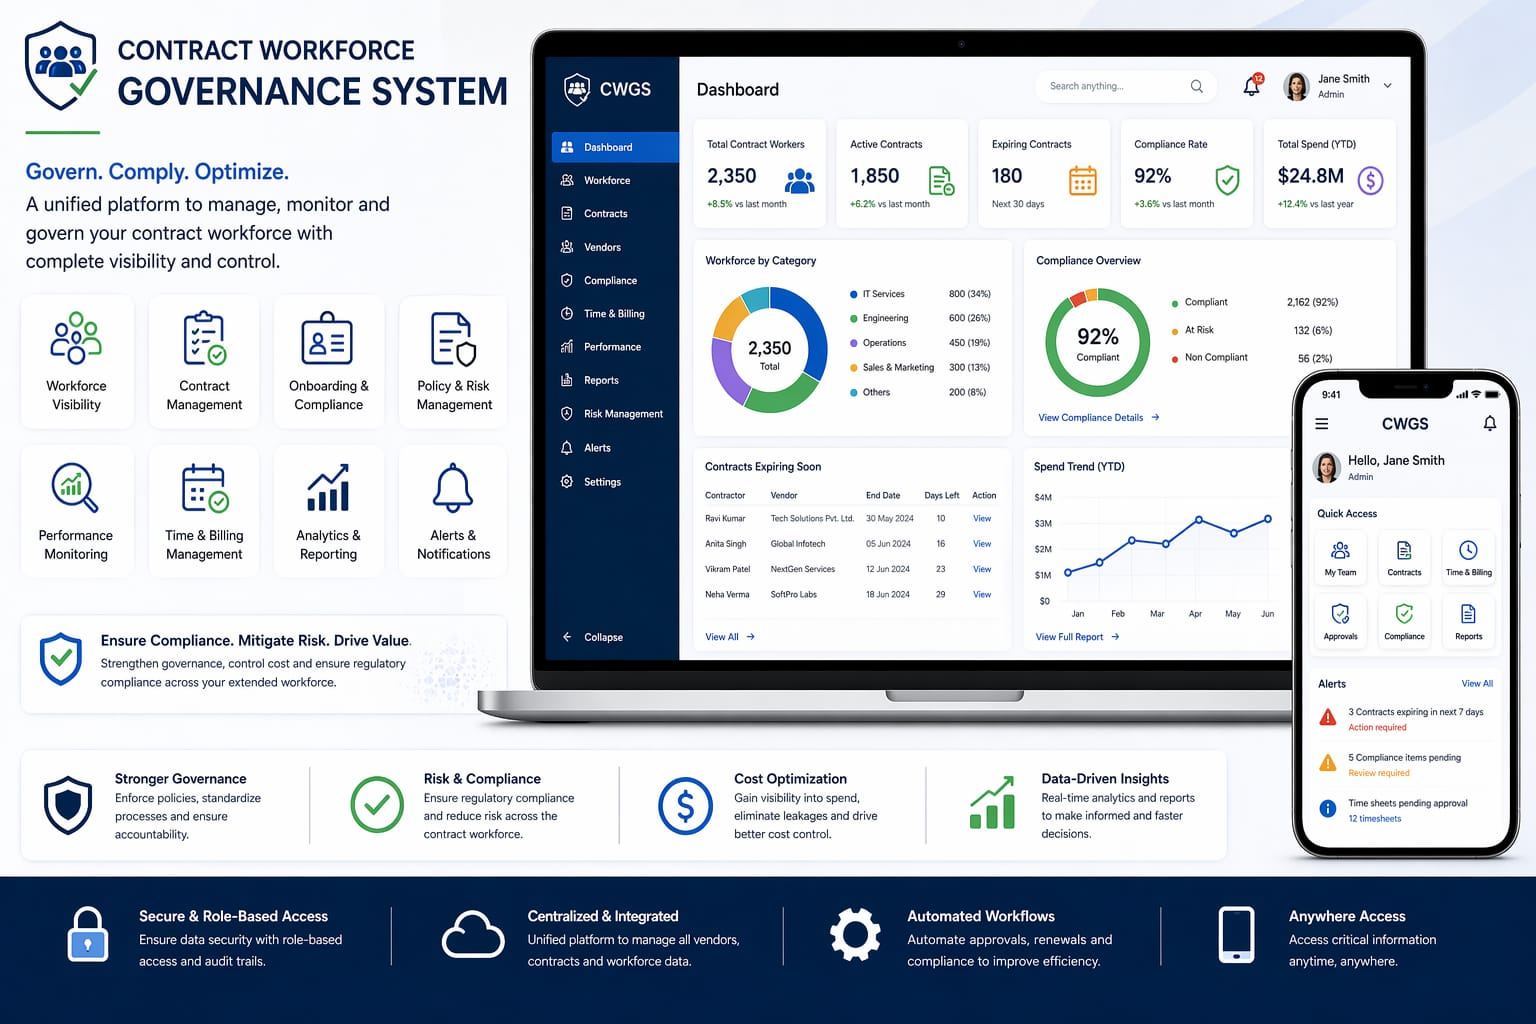 CONTRACT WORKFORCE
GOVERNANCE SYSTEM
Govern. Comply. Optimize.
A unified platform to manage, monitor and
govern your contract workforce with
complete visibility and control.
Workforce
Visibility
Contract
Management
Onboarding &
Compliance
Policy & Risk
Management
Performance
Monitoring
Time & Billing
Management
Analytics &
Reporting
Alerts &
Notifications
Ensure Compliance. Mitigate Risk. Drive Value.
Strengthen governance, control cost and ensure regulatory
compliance across your extended workforce.
CWGS
Dashboard
Workforce
Contracts
Vendors
Compliance
Time & Billing
Performance
Reports
Risk Management
Alerts
Settings
Collapse
Dashboard
Search anything...
12
Jane Smith
Admin
Total Contract Workers
2,350
+8.5% vs last month
Active Contracts
1,850
+6.2% vs last month
Expiring Contracts
180
Next 30 days
Compliance Rate
92%
+3.6% vs last month
Total Spend (YTD)
$24.8M
$
+12.4% vs last year
Workforce by Category
2,350
Total
IT Services 800 (34%)
Engineering 600 (26%)
Operations 450 (19%)
Sales & Marketing 300 (13%)
Others 200 (8%)
Compliance Overview
92%
Compliant
Compliant 2,162 (92%)
At Risk 132 (6%)
Non Compliant 56 (2%)
View Compliance Details →
Contracts Expiring Soon
Contractor Vendor End Date Days Left Action
Ravi Kumar Tech Solutions Pvt. Ltd. 30 May 2024 10 View
Anita Singh Global Infotech 05 Jun 2024 16 View
Vikram Patel NextGen Services 12 Jun 2024 23 View
Neha Verma SoftPro Labs 18 Jun 2024 29 View
View All →
Spend Trend (YTD)
$4M
$3M
$2M
$1M
$0
Jan Feb Mar Apr May Jun
View Full Report →
9:41
CWGS
Hello, Jane Smith
Admin
Quick Access
My Team
Contracts
Time & Billing
Approvals
Compliance
Reports
Alerts View All
3 Contracts expiring in next 7 days
Action required
5 Compliance items pending
Review required
Time sheets pending approval
12 timesheets
Stronger Governance
Enforce policies, standardize
processes and ensure
accountability.
Risk & Compliance
Ensure regulatory compliance
and reduce risk across the
contract workforce.
$
Cost Optimization
Gain visibility into spend,
eliminate leakages and drive
better cost control.
Data-Driven Insights
Real-time analytics and reports
to make informed and faster
decisions.
Secure & Role-Based Access
Ensure data security with role-based
access and audit trails.
Centralized & Integrated
Unified platform to manage all vendors,
contracts and workforce data.
Automated Workflows
Automate approvals, renewals and
compliance to improve efficiency.
Anywhere Access
Access critical information
anytime, anywhere.